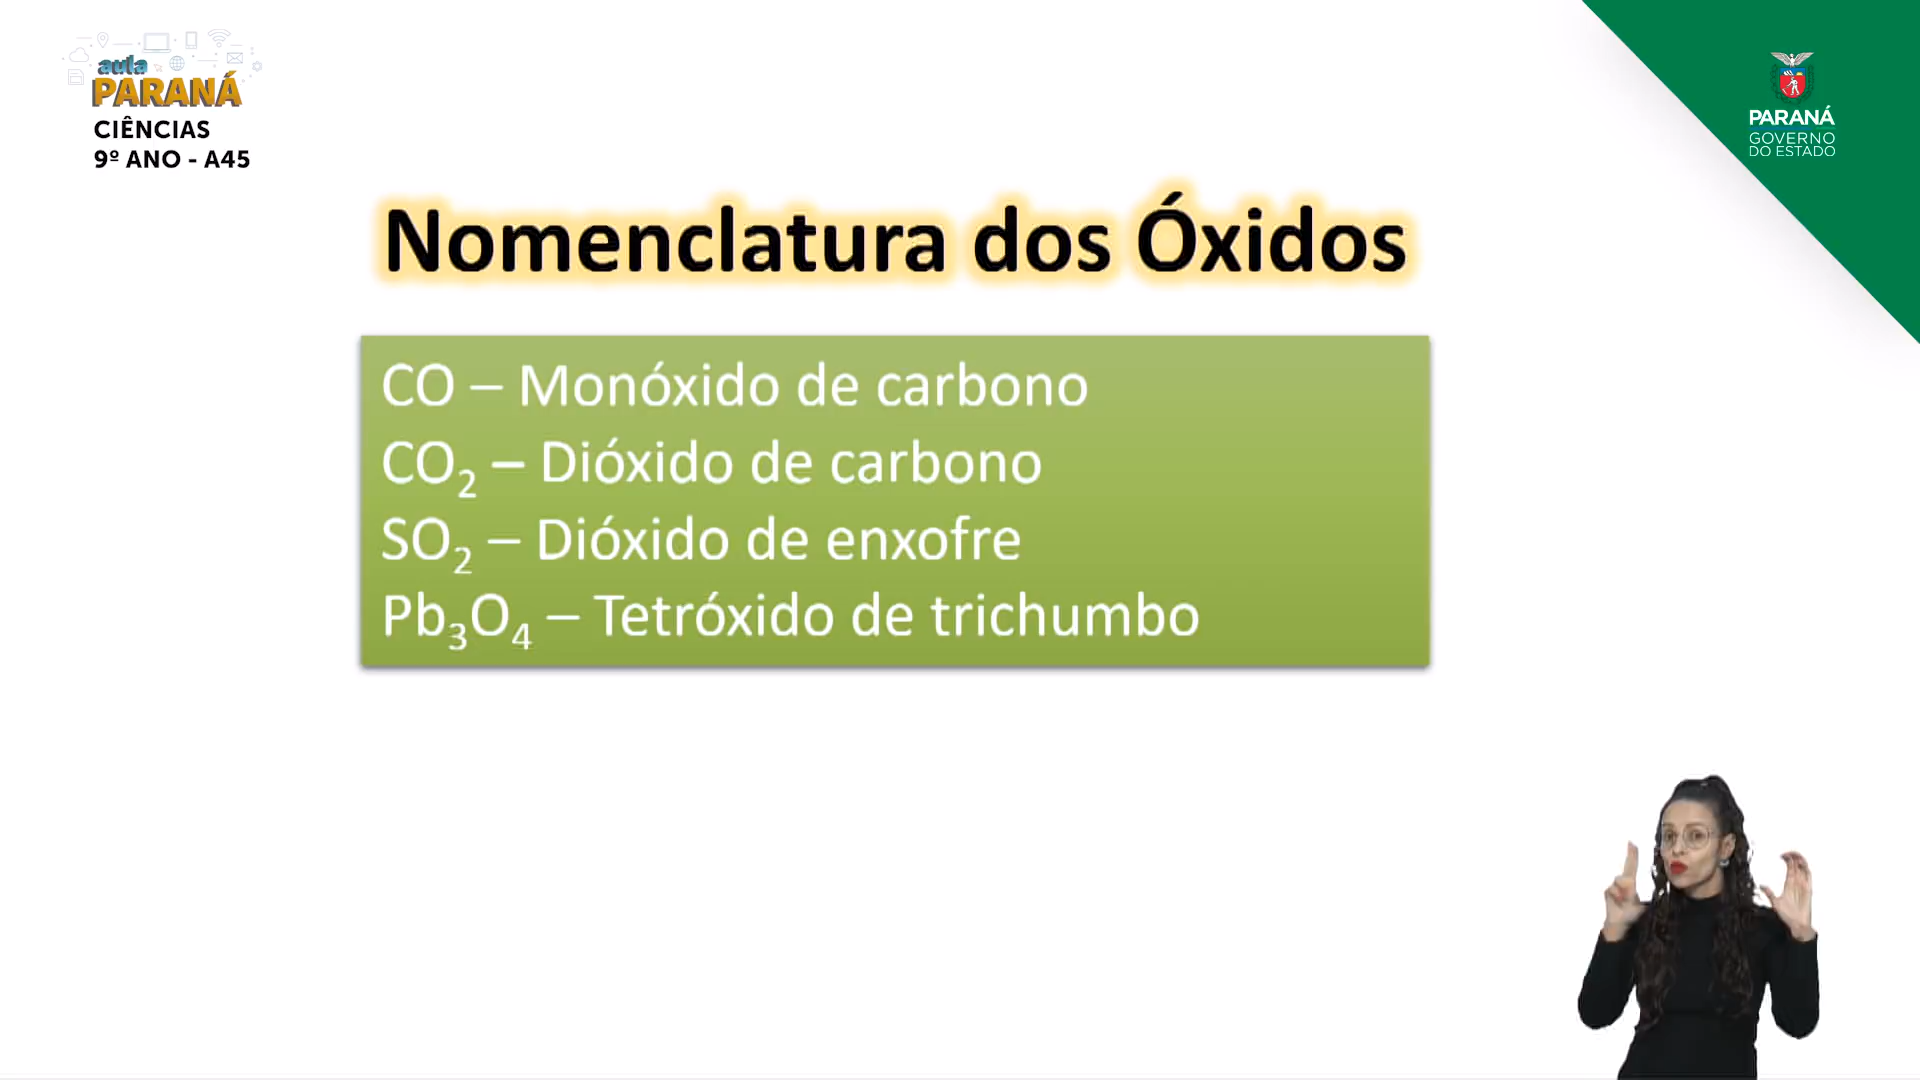 aula
PARANÁ
CIÊNCIAS
9º ANO - A45
PARANÁ
GOVERNO
DO ESTADO
Nomenclatura dos Óxidos
CO – Monóxido de carbono
CO₂ – Dióxido de carbono
SO₂ – Dióxido de enxofre
Pb₃O₄ – Tetróxido de trichumbo